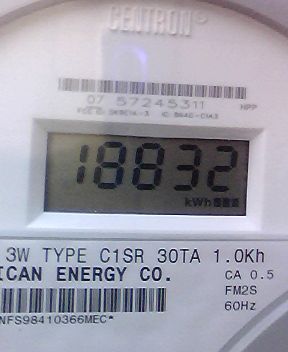 CENTRON®
07 57245311 HPP
18832
kWh
3W TYPE C1SR 30TA 1.0Kh
ICAN ENERGY CO. CA 0.5
FM2S
60Hz
NFS98410366MEC*